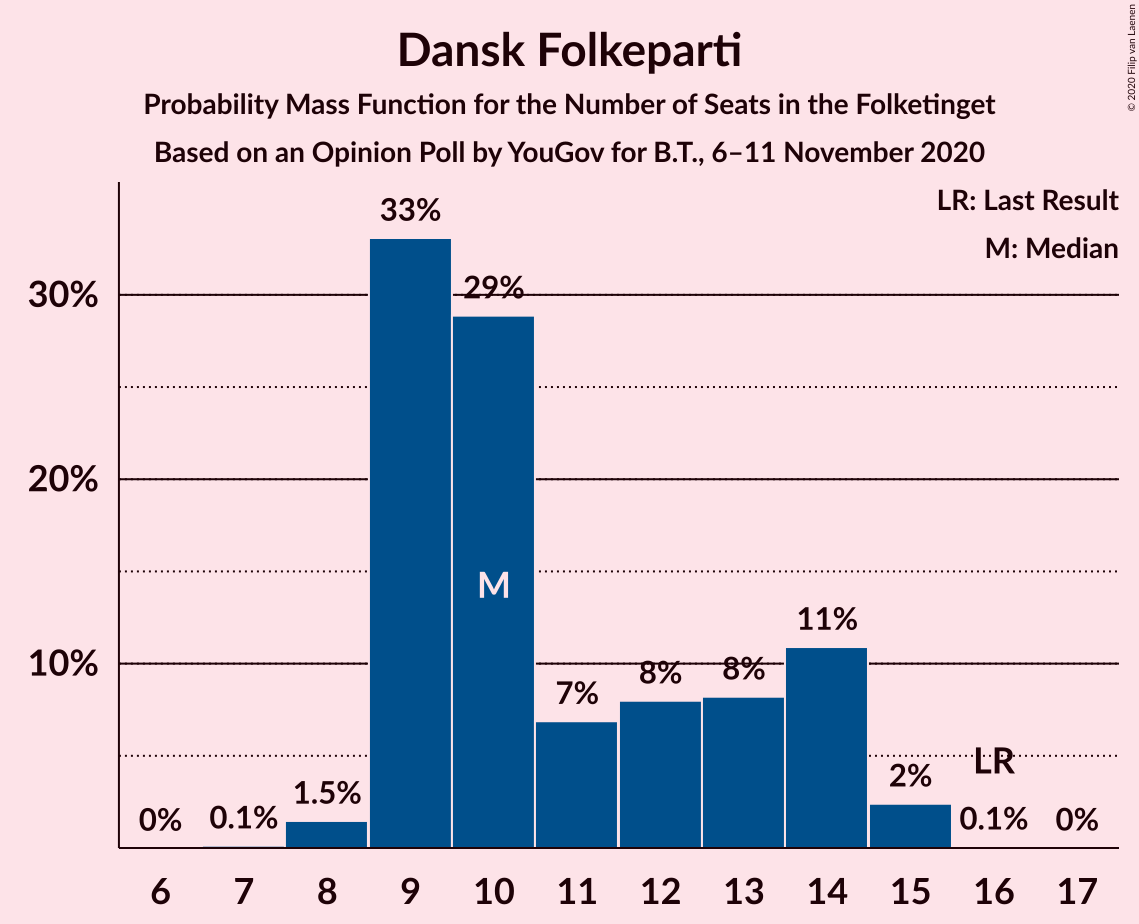 © 2020 Filip van Laenen
Dansk Folkeparti
Probability Mass Function for the Number of Seats in the Folketinget
Based on an Opinion Poll by YouGov for B.T., 6–11 November 2020
LR: Last Result
M: Median
33%
29%
30%
20%
M
11%
10%
8%
8%
7%
LR
2%
1.5%
0%
0.1%
0.1%
0%
6 7 8 9 10 11 12 13 14 15 16 17